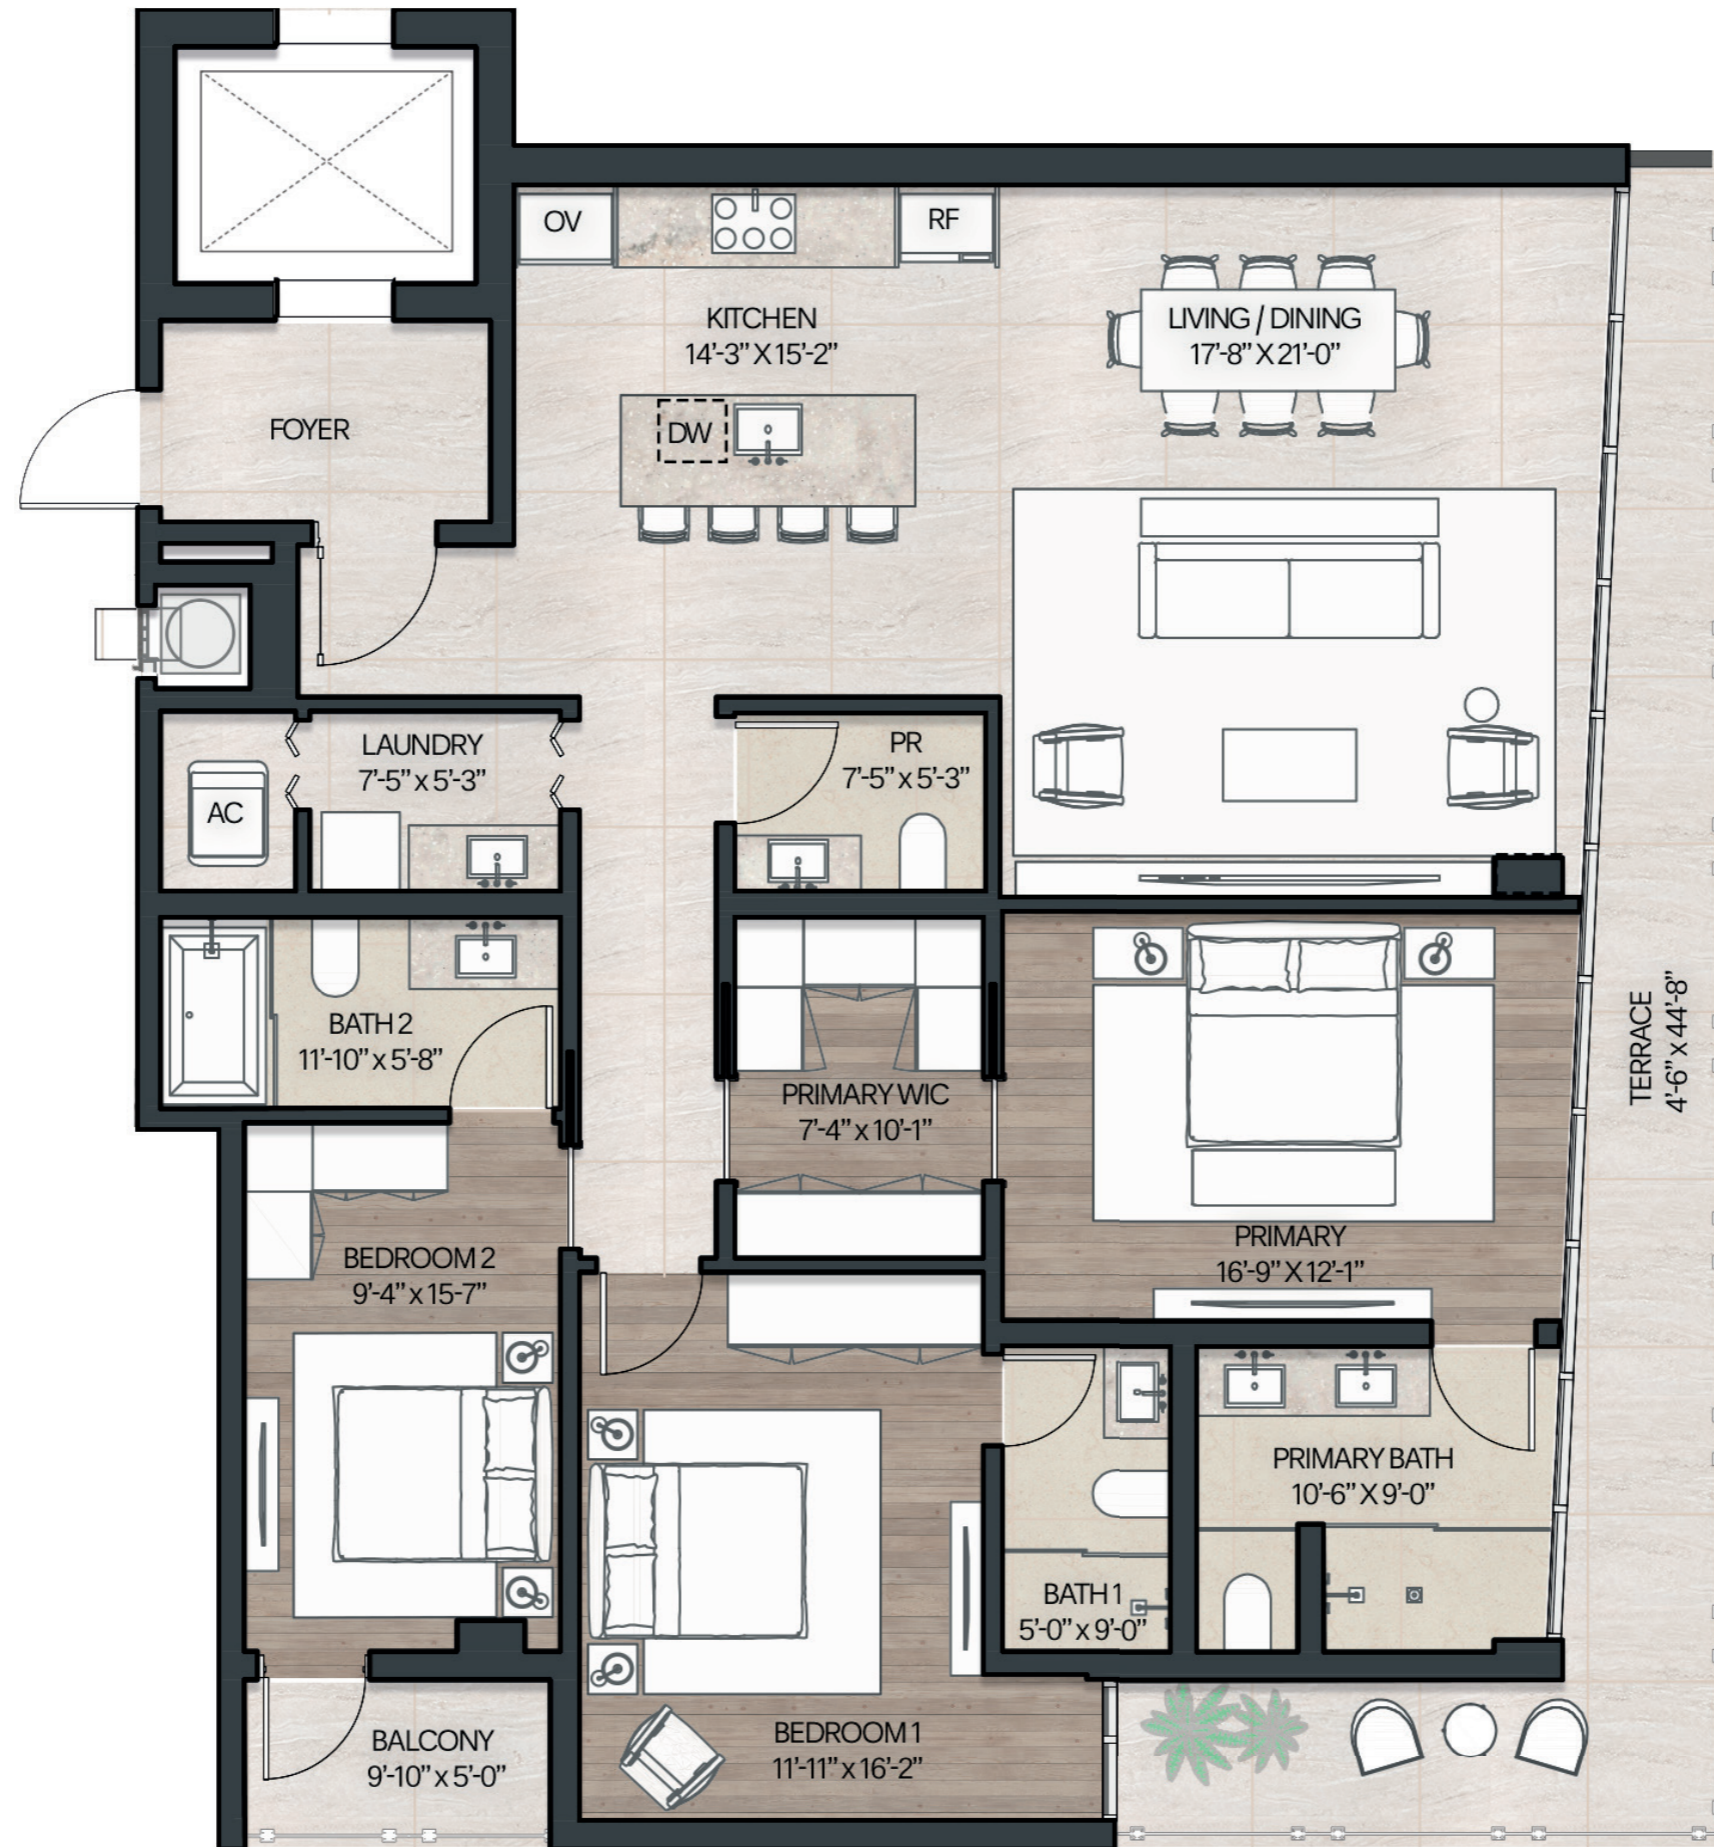 OV
RF
KITCHEN
14'-3" X 15'-2"
LIVING / DINING
17'-8" X 21'-0"
FOYER
DW
LAUNDRY
7'-5" x 5'-3"
PR
7'-5" x 5'-3"
AC
BATH 2
11'-10" x 5'-8"
PRIMARY WIC
7'-4" x 10'-1"
TERRACE
4'-6" x 44'-8"
BEDROOM 2
9'-4" x 15-7"
PRIMARY
16'-9" X 12'-1"
PRIMARY BATH
10'-6" X 9'-0"
BATH 1
5'-0" x 9'-0"
BALCONY
9'-10" x 5'-0"
BEDROOM 1
11'-11" x 16'-2"